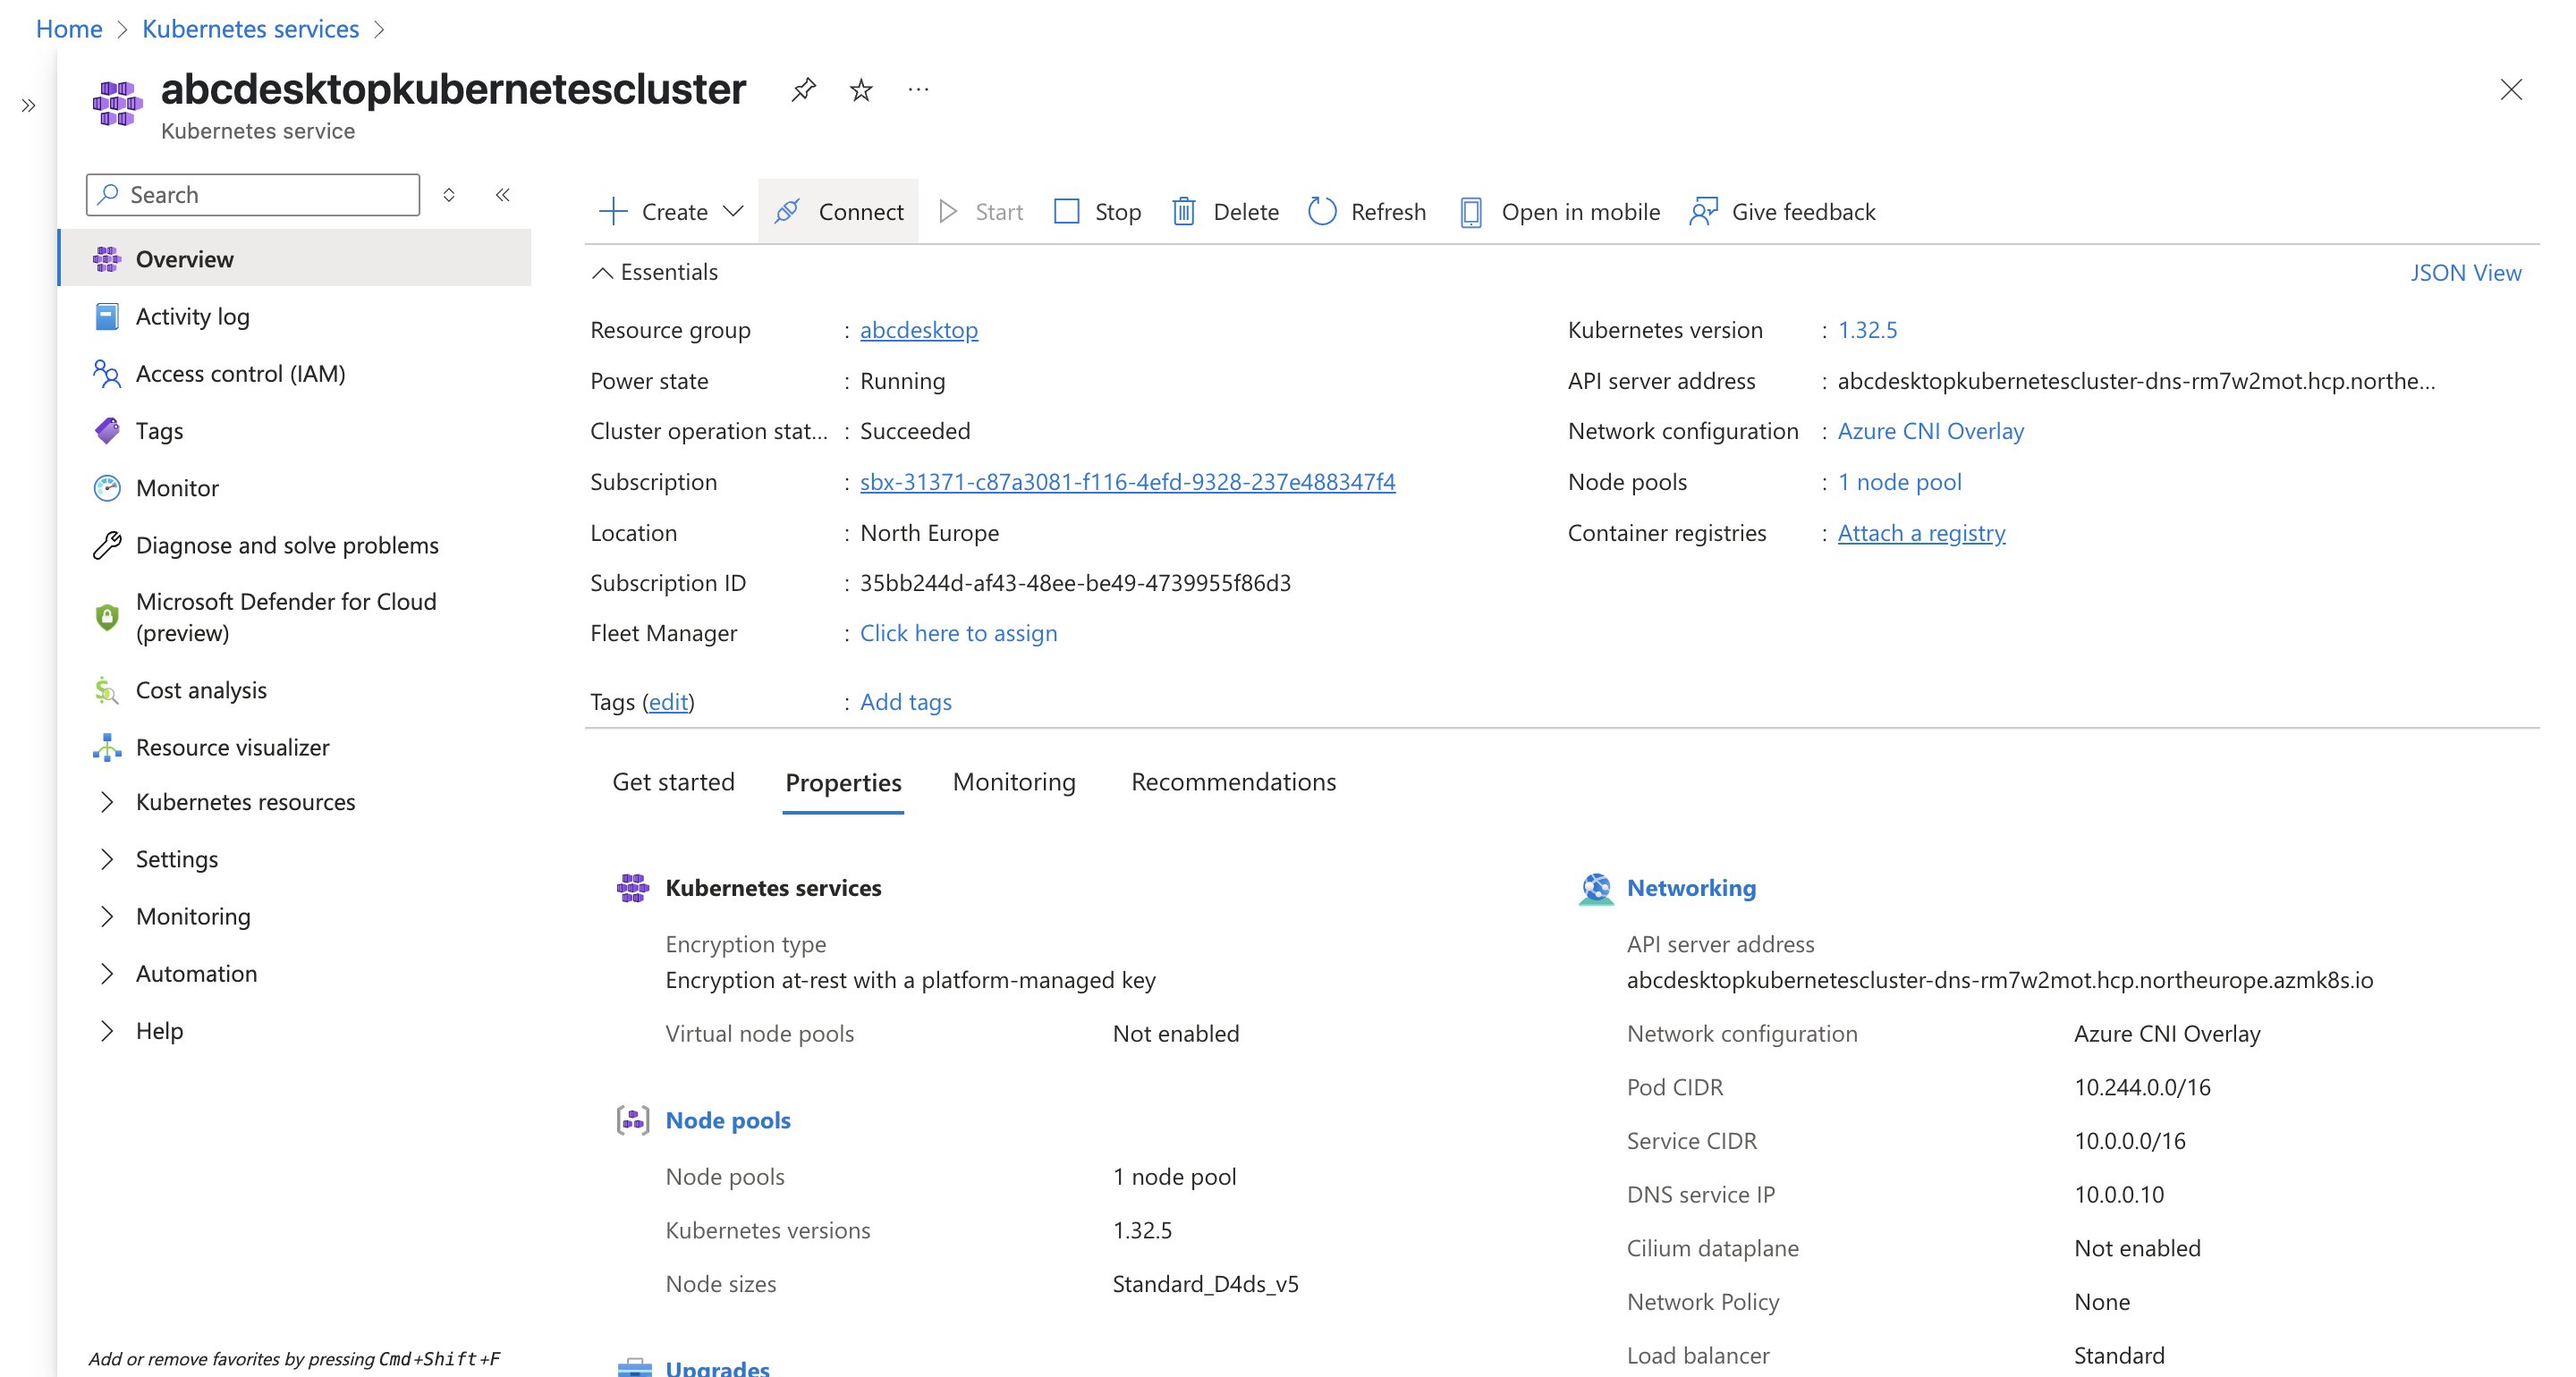 Home > Kubernetes services >
abcdesktopkubernetescluster
Kubernetes service
Search
Overview
Activity log
Access control (IAM)
Tags
Monitor
Diagnose and solve problems
Microsoft Defender for Cloud
(preview)
Cost analysis
Resource visualizer
Kubernetes resources
Settings
Monitoring
Automation
Help
Add or remove favorites by pressing Cmd+Shift+F
Create Connect Start Stop Delete Refresh Open in mobile Give feedback
Essentials
JSON View
Resource group : abcdesktop
Power state : Running
Cluster operation stat... : Succeeded
Subscription : sbx-31371-c87a3081-f116-4efd-9328-237e488347f4
Location : North Europe
Subscription ID : 35bb244d-af43-48ee-be49-4739955f86d3
Fleet Manager : Click here to assign
Tags (edit) : Add tags
Kubernetes version : 1.32.5
API server address : abcdesktopkubernetescluster-dns-rm7w2mot.hcp.northe...
Network configuration : Azure CNI Overlay
Node pools : 1 node pool
Container registries : Attach a registry
Get started Properties Monitoring Recommendations
Kubernetes services
Encryption type
Encryption at-rest with a platform-managed key
Virtual node pools Not enabled
Node pools
Node pools 1 node pool
Kubernetes versions 1.32.5
Node sizes Standard_D4ds_v5
Upgrades
Networking
API server address
abcdesktopkubernetescluster-dns-rm7w2mot.hcp.northeurope.azmk8s.io
Network configuration Azure CNI Overlay
Pod CIDR 10.244.0.0/16
Service CIDR 10.0.0.0/16
DNS service IP 10.0.0.10
Cilium dataplane Not enabled
Network Policy None
Load balancer Standard